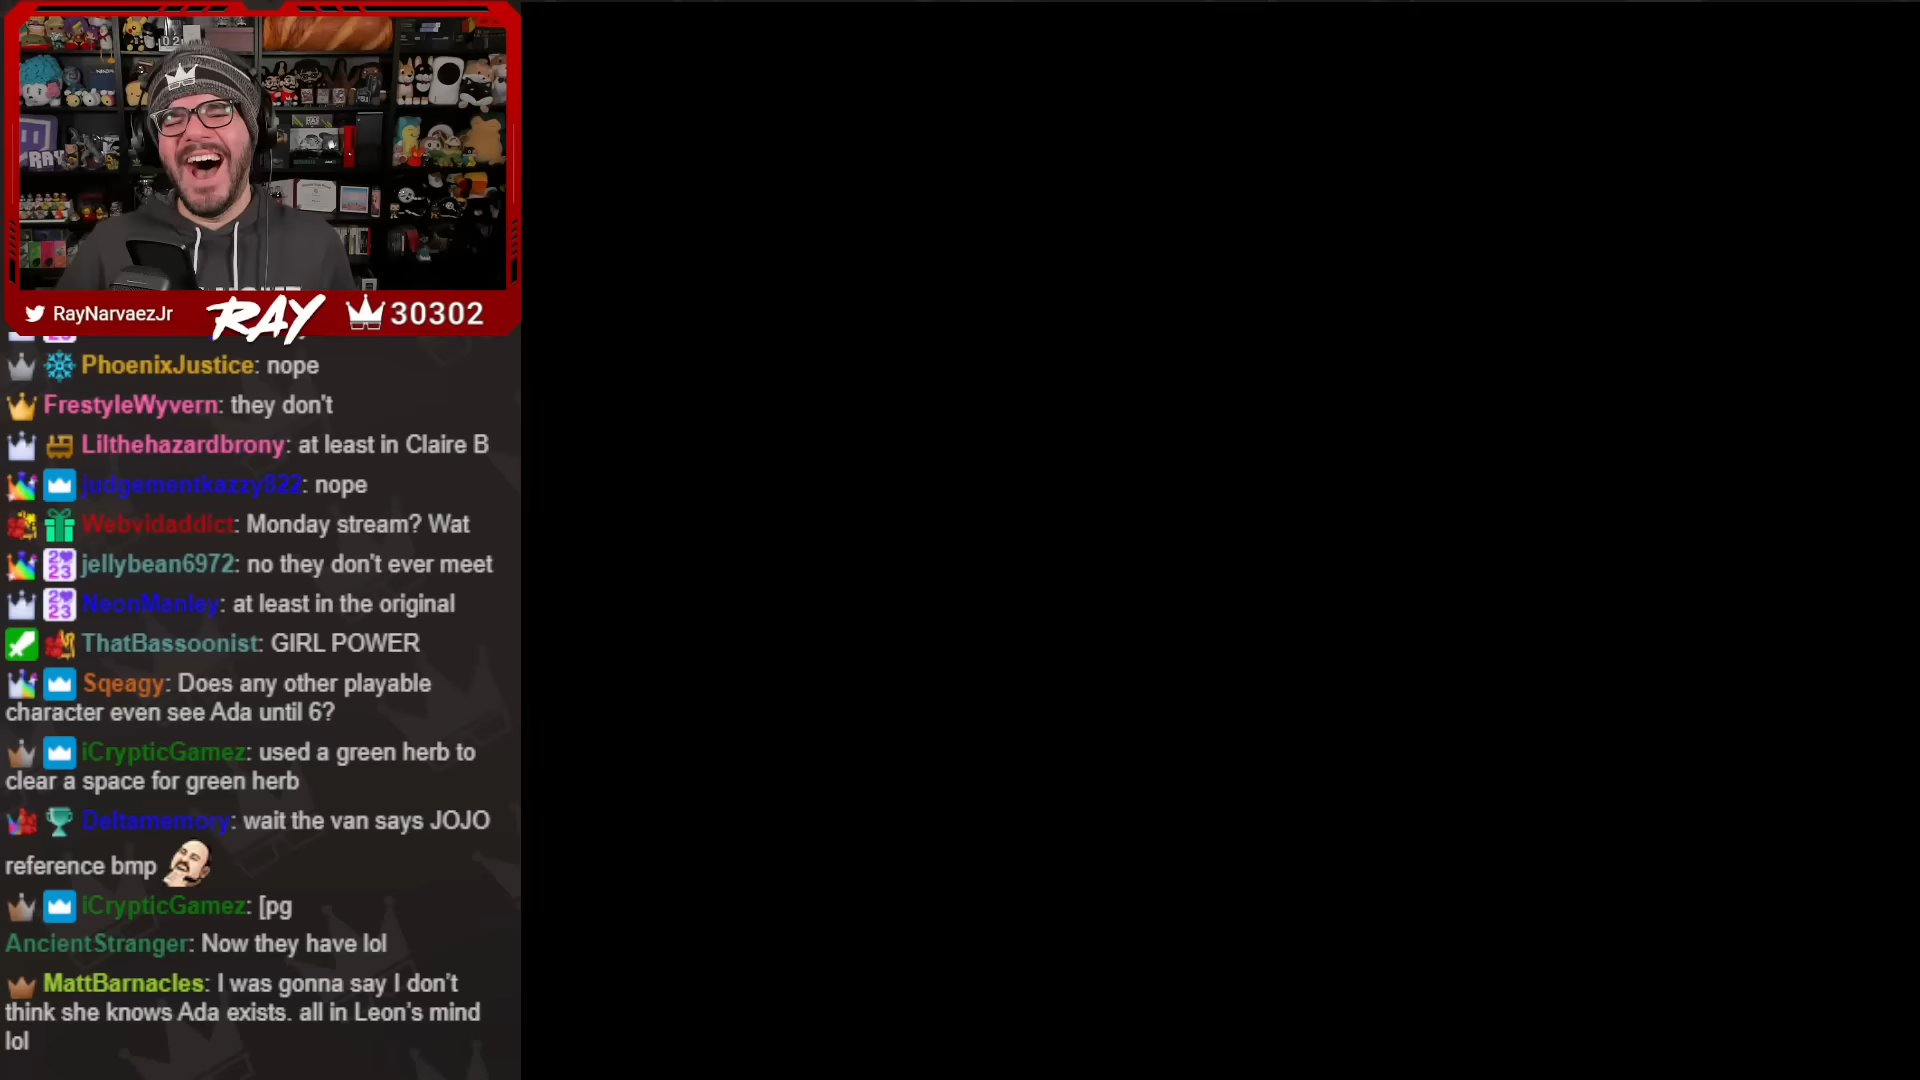 RAY
RayNarvaezJr
RAY
30302
PhoenixJustice: nope
FrestyleWyvern: they don't
Lilthehazardbrony: at least in Claire B
judgementkazzy822: nope
Webvidaddict: Monday stream? Wat
jellybean6972: no they don't ever meet
NeonManley: at least in the original
ThatBassoonist: GIRL POWER
Sqeagy: Does any other playable
character even see Ada until 6?
iCrypticGamez: used a green herb to
clear a space for green herb
Deltamemory: wait the van says JOJO
reference bmp
iCrypticGamez: [pg
AncientStranger: Now they have lol
MattBarnacles: I was gonna say I don't
think she knows Ada exists. all in Leon's mind
lol